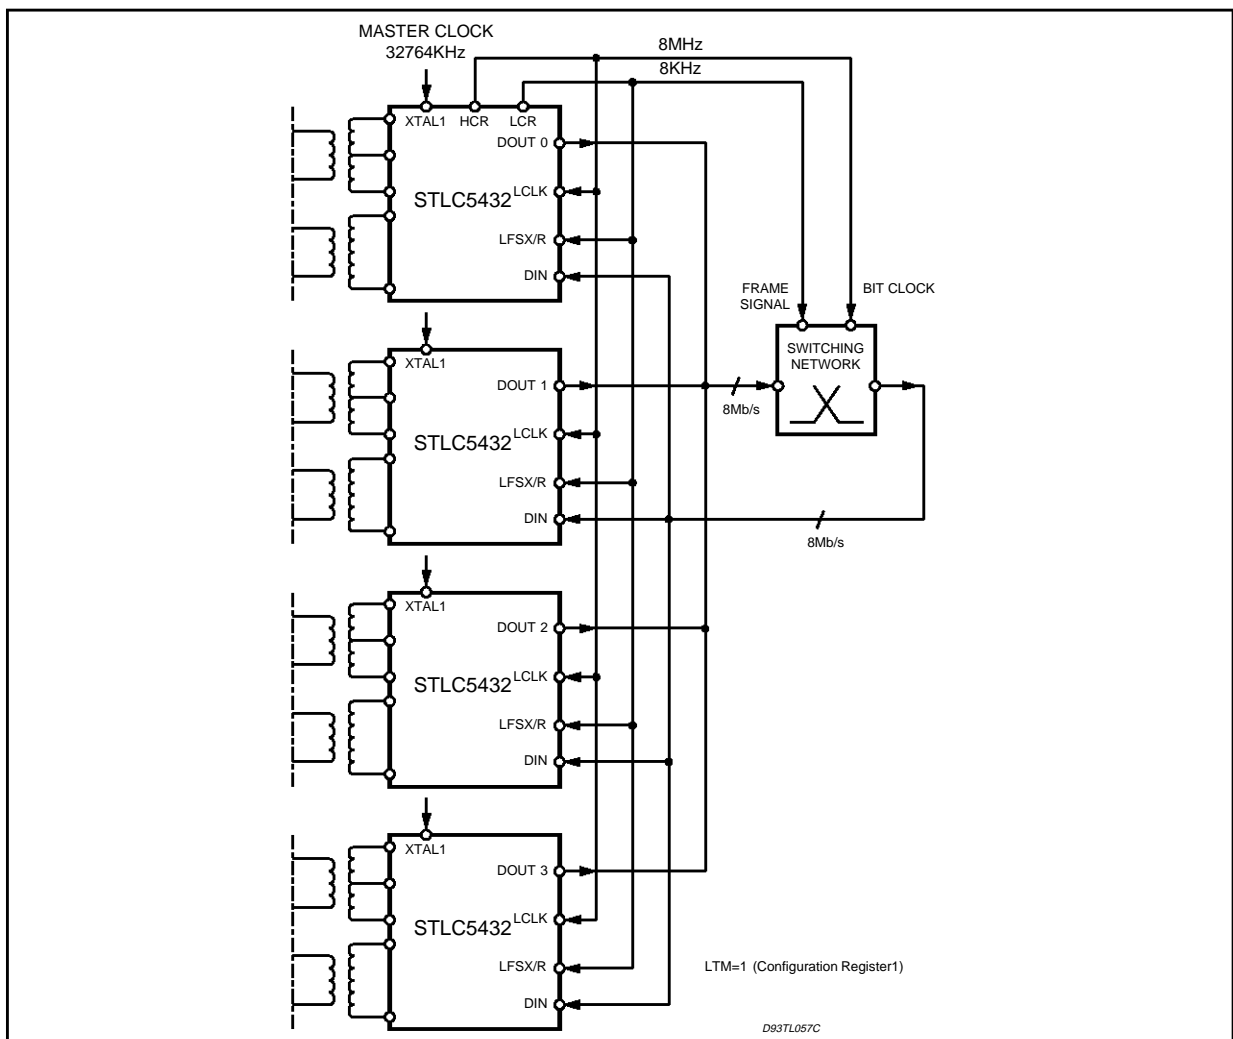 MASTER CLOCK
32764KHz
8MHz
8KHz
XTAL1
HCR
LCR
DOUT 0
STLC5432
LCLK
LFSX/R
DIN
FRAME
SIGNAL
BIT CLOCK
SWITCHING
NETWORK
XTAL1
DOUT 1
8Mb/s
STLC5432
LCLK
LFSX/R
DIN
8Mb/s
XTAL1
DOUT 2
STLC5432
LCLK
LFSX/R
DIN
XTAL1
DOUT 3
STLC5432
LCLK
LFSX/R
DIN
LTM=1 (Configuration Register1)
D93TL057C